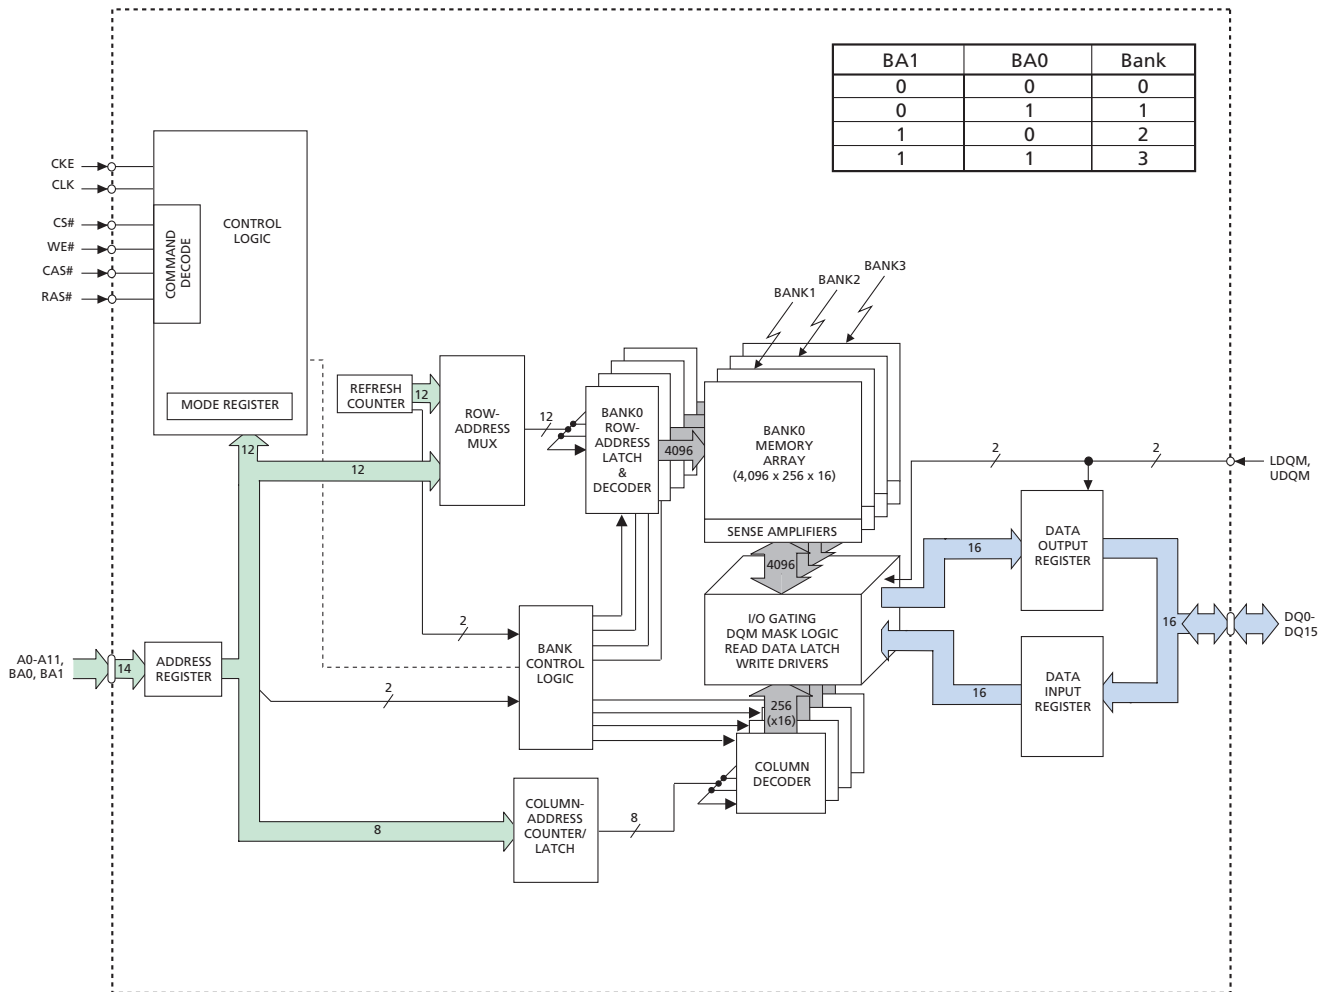 BA1 BA0 Bank
0 0 0
0 1 1
1 0 2
1 1 3
CKE
CLK
CS#
WE#
CAS#
RAS#
COMMAND
DECODE
CONTROL
LOGIC
MODE REGISTER
BANK3
BANK2
BANK1
REFRESH
COUNTER
12
ROW-
ADDRESS
MUX
12
BANK0
ROW-
ADDRESS
LATCH
&
DECODER
4096
BANK0
MEMORY
ARRAY
(4,096 x 256 x 16)
SENSE AMPLIFIERS
12
12
2
2
LDQM,
UDQM
DATA
OUTPUT
REGISTER
16
4096
I/O GATING
DQM MASK LOGIC
READ DATA LATCH
WRITE DRIVERS
16
DQ0-
DQ15
A0-A11,
BA0, BA1
14
ADDRESS
REGISTER
2
2
BANK
CONTROL
LOGIC
16
DATA
INPUT
REGISTER
256
(x16)
COLUMN
DECODER
8
COLUMN-
ADDRESS
COUNTER/
LATCH
8